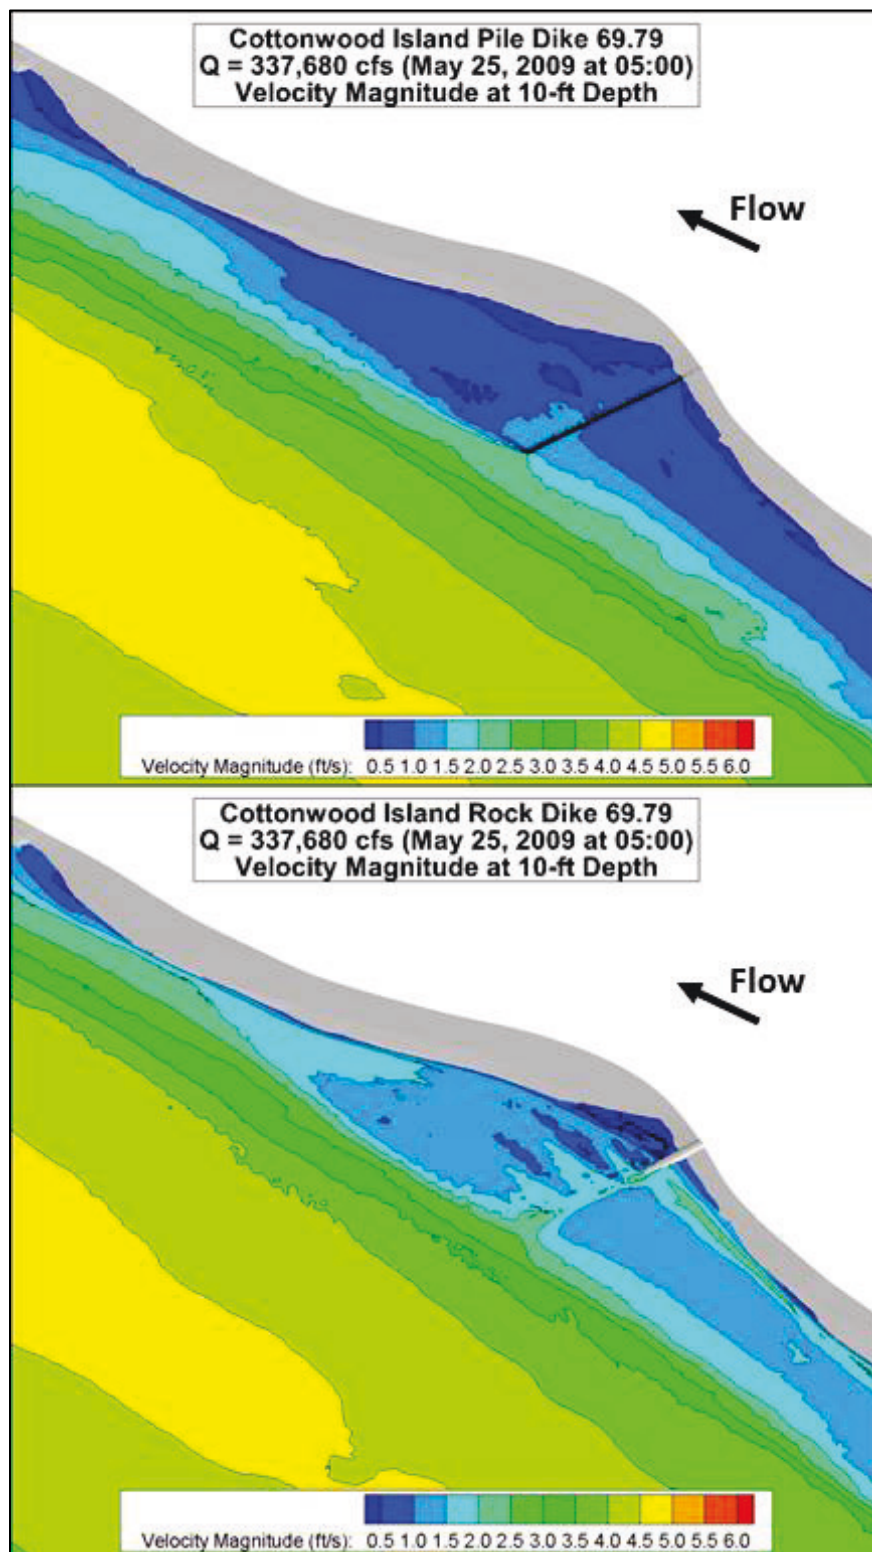 Cottonwood Island Pile Dike 69.79
Q = 337,680 cfs (May 25, 2009 at 05:00)
Velocity Magnitude at 10-ft Depth
Flow
Velocity Magnitude (ft/s): 0.5 1.0 1.5 2.0 2.5 3.0 3.5 4.0 4.5 5.0 5.5 6.0
Cottonwood Island Rock Dike 69.79
Q = 337,680 cfs (May 25, 2009 at 05:00)
Velocity Magnitude at 10-ft Depth
Flow
Velocity Magnitude (ft/s): 0.5 1.0 1.5 2.0 2.5 3.0 3.5 4.0 4.5 5.0 5.5 6.0